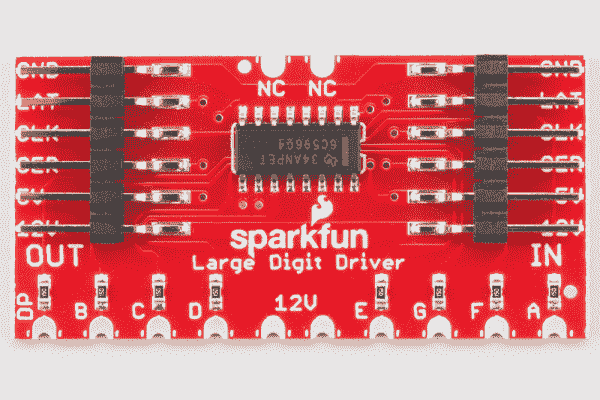 GND
GND
LAT
LAT
CLK
CLK
SER
SER
5V
5V
12V
12V
NC NC
6C596G4
34ANPET
sparkfun
Large Digit Driver
OUT
IN
12V
DP B C D E G F A